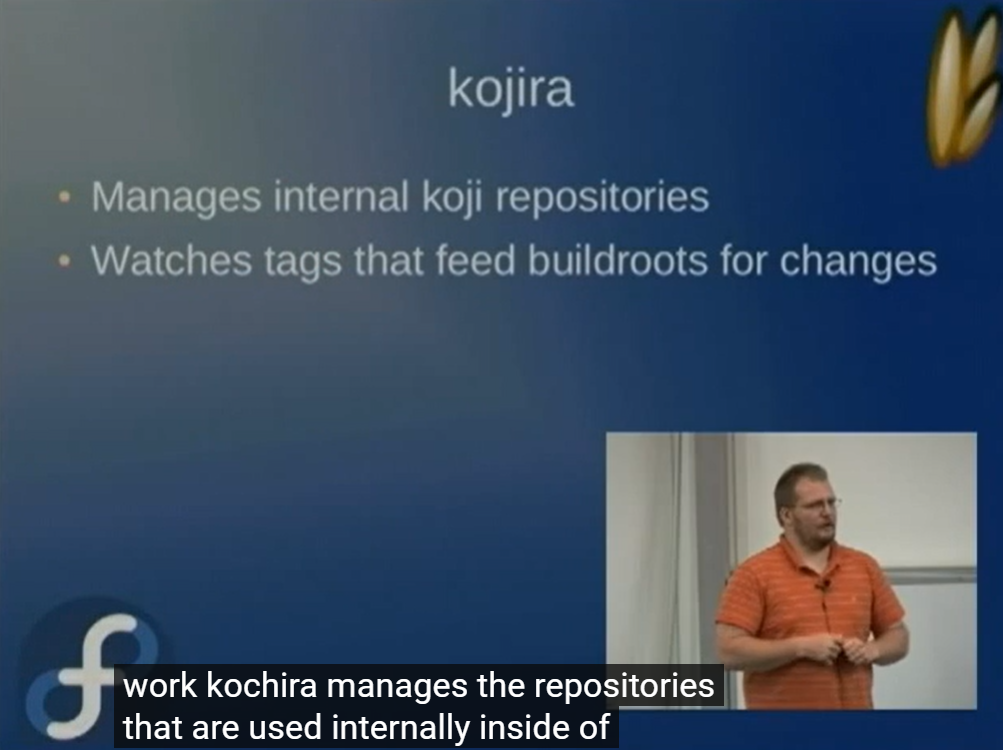 kojira
• Manages internal koji repositories
• Watches tags that feed buildroots for changes
work kochira manages the repositories
that are used internally inside of